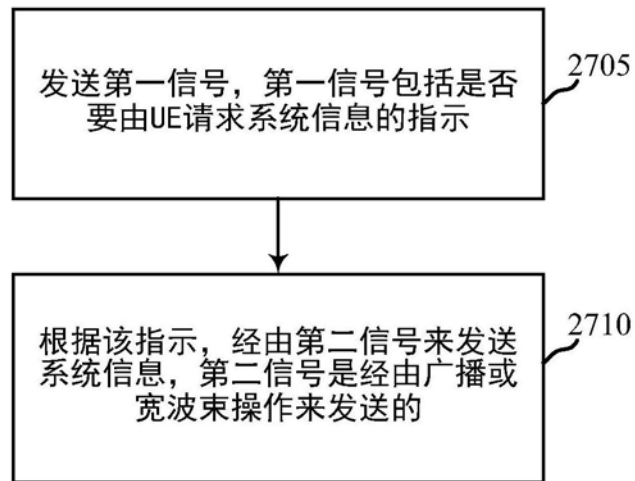 发送第一信号，第一信号包括是否
要由UE请求系统信息的指示
2705
根据该指示，经由第二信号来发送
系统信息，第二信号是经由广播或
宽波束操作来发送的
2710